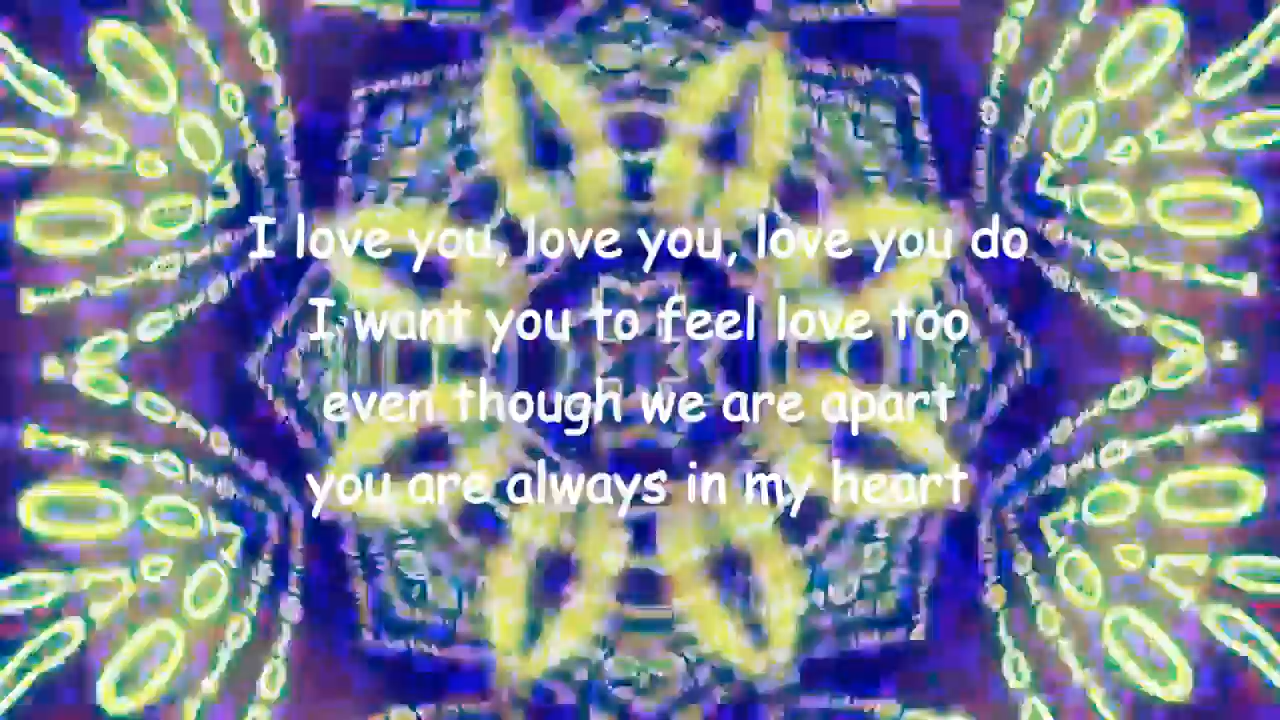 I love you, love you, love you do
I want you to feel love too
even though we are apart
you are always in my heart